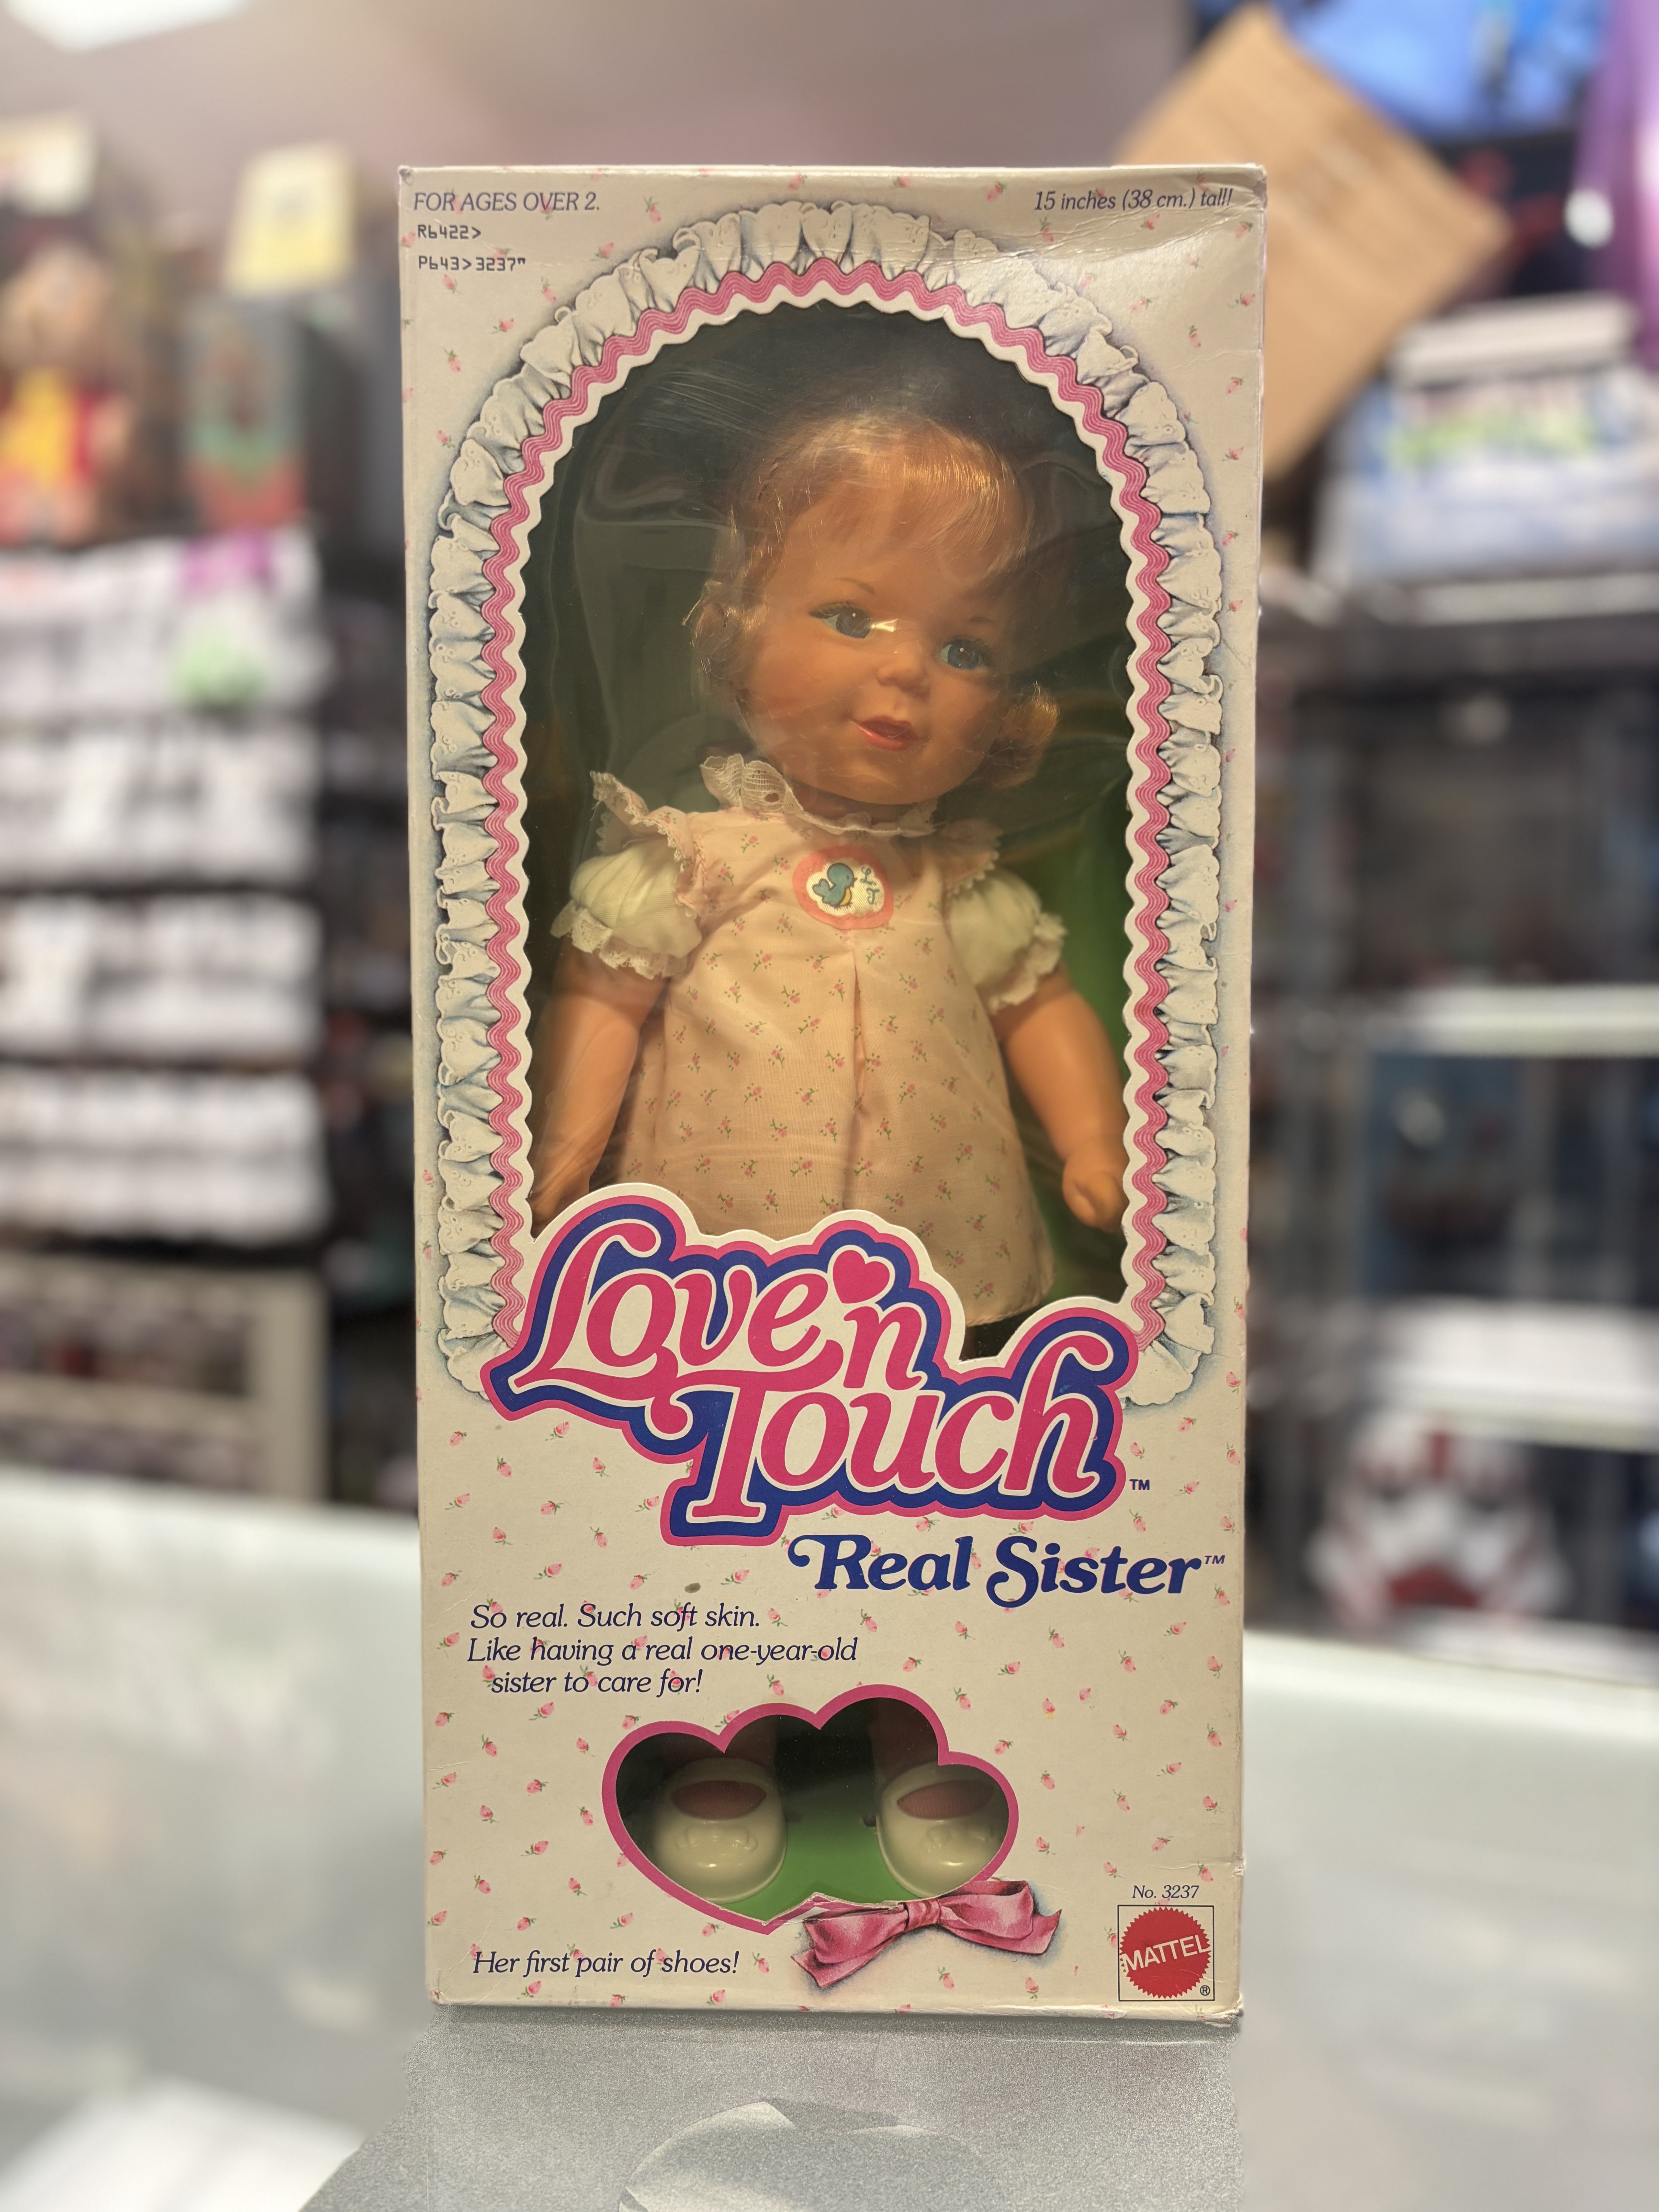 FOR AGES OVER 2.
15 inches (38 cm.) tall!
R6422>
P643>3237"
Love 'n
Touch™
Real Sister™
So real. Such soft skin.
Like having a real one-year-old
sister to care for!
No. 3237
MATTEL
®
Her first pair of shoes!